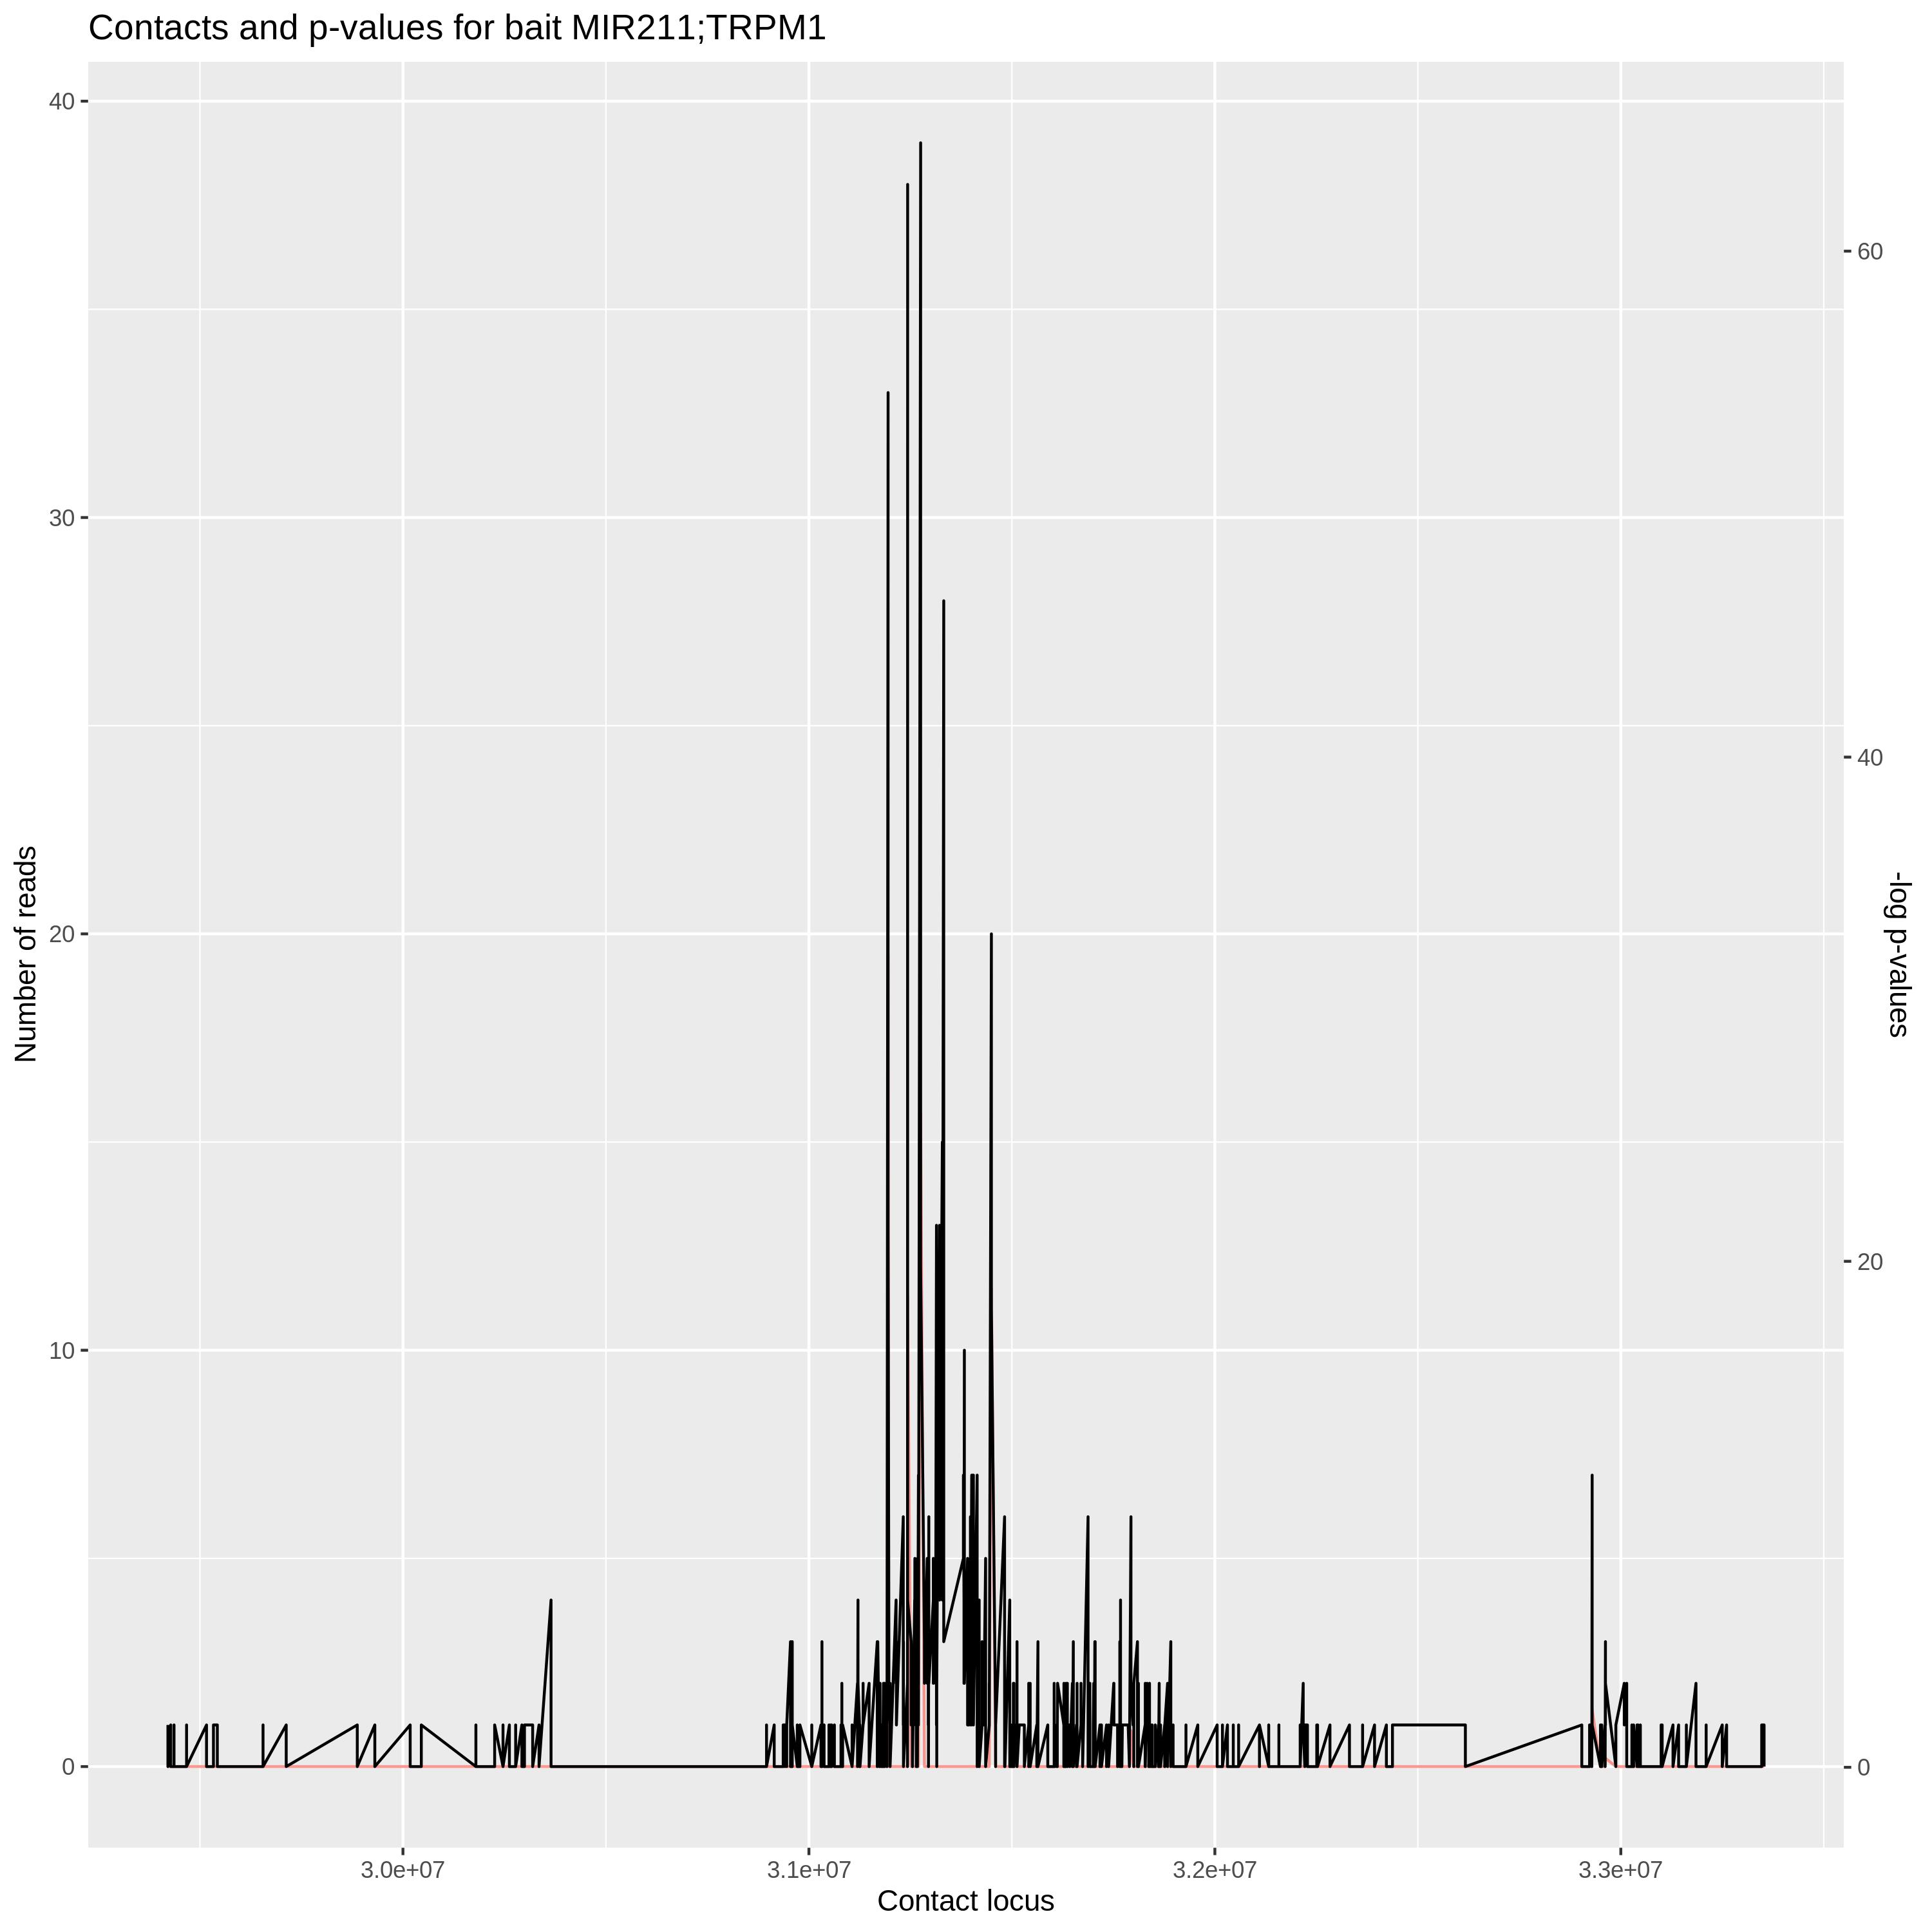 Contacts and p-values for bait MIR211;TRPM1
40
30
20
10
0
Number of reads
60
40
20
0
-log p-values
3.0e+07
3.1e+07
3.2e+07
3.3e+07
Contact locus